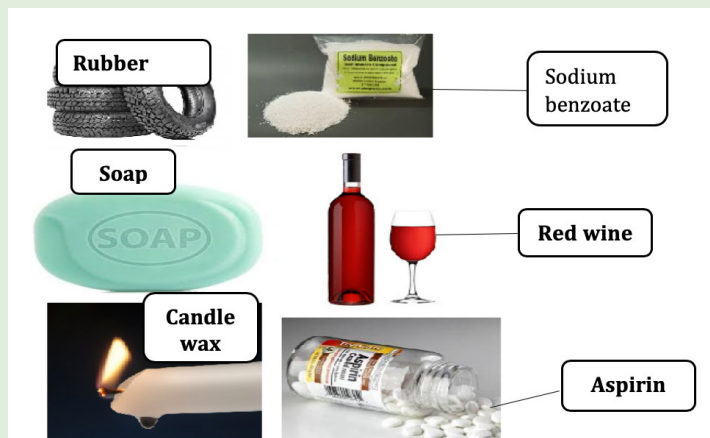 Rubber
Sodium Benzoate
Sodium
benzoate
Soap
SOAP
Red wine
Candle
wax
Aspirin
Aspirin